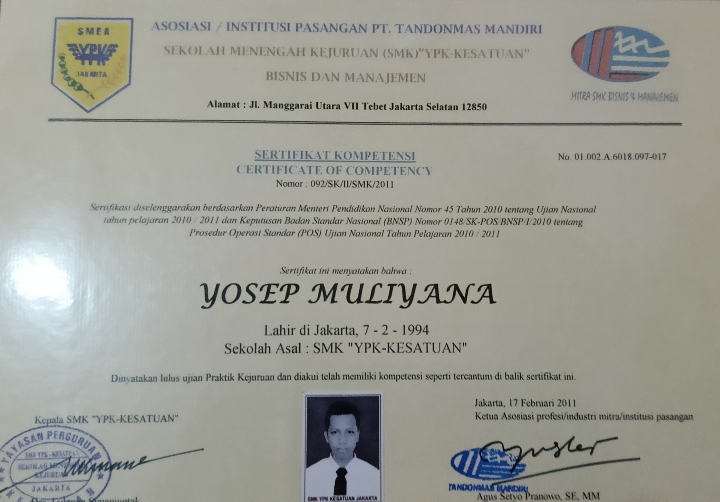 SMEA
YPK
JAKARTA
ASOSIASI / INSTITUSI PASANGAN PT. TANDONMAS MANDIRI
SEKOLAH MENENGAH KEJURUAN (SMK)"YPK-KESATUAN"
BISNIS DAN MANAJEMEN
Alamat : Jl. Manggarai Utara VII Tebet Jakarta Selatan 12850
MITRA SMK BISNIS & MANAJEMEN
SERTIFIKAT KOMPETENSI
CERTIFICATE OF COMPETENCY
Nomor : 092/SK/II/SMK/2011
No. 01.002.A.6018.097-017
Sertifikasi diselenggarakan berdasarkan Peraturan Menteri Pendidikan Nasional Nomor 45 Tahun 2010 tentang Ujian Nasional
tahun pelajaran 2010 / 2011 dan Keputusan Badan Standar Nasional (BNSP) Nomor 0148/SK-POS/BNSP/I/2010 tentang
Prosedur Operasi Standar (POS) Ujian Nasional Tahun Pelajaran 2010 / 2011
Sertifikat ini menyatakan bahwa :
YOSEP MULIYANA
Lahir di Jakarta, 7 - 2 - 1994
Sekolah Asal : SMK "YPK-KESATUAN"
Dinyatakan lulus ujian Praktik Kejuruan dan diakui telah memiliki kompetensi seperti tercantum di balik sertifikat ini.
Kepala SMK "YPK-KESATUAN"
YAYASAN PERGURUAN
SEKOLAH
KEJURUAN
JAKARTA
SMK YPK KESATUAN JAKARTA
Jakarta, 17 Februari 2011
Ketua Asosiasi profesi/industri mitra/institusi pasangan
TANDONMAS MANDIRI
Agus Setyo Pranowo, SE, MM